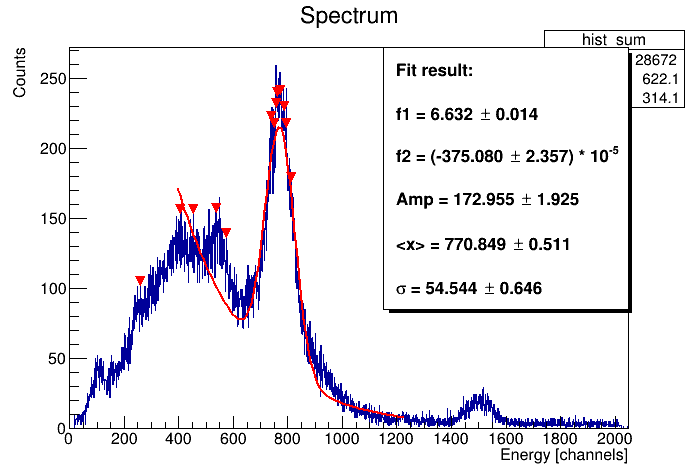 Spectrum
hist_sum
28672
622.1
314.1
Fit result:
f1 = 6.632 ± 0.014
f2 = (-375.080 ± 2.357) * 10⁻⁵
Amp = 172.955 ± 1.925
<x> = 770.849 ± 0.511
σ = 54.544 ± 0.646
Counts
250
200
150
100
50
0
0 200 400 600 800 1000 1200 1400 1600 1800 2000
Energy [channels]